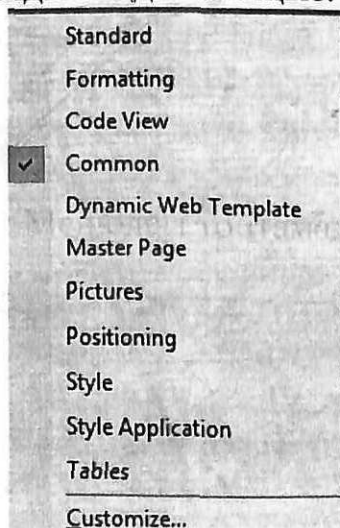 Standard
Formatting
Code View
Common
Dynamic Web Template
Master Page
Pictures
Positioning
Style
Style Application
Tables
Customize...